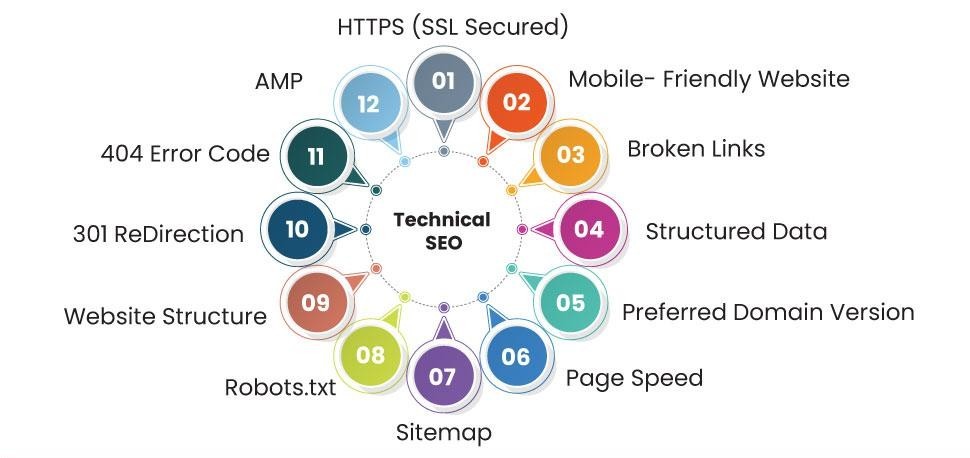 HTTPS (SSL Secured)
01
Mobile- Friendly Website
02
Broken Links
03
Structured Data
04
Preferred Domain Version
05
Page Speed
06
Sitemap
07
Robots.txt
08
Website Structure
09
301 ReDirection
10
404 Error Code
11
AMP
12
Technical
SEO